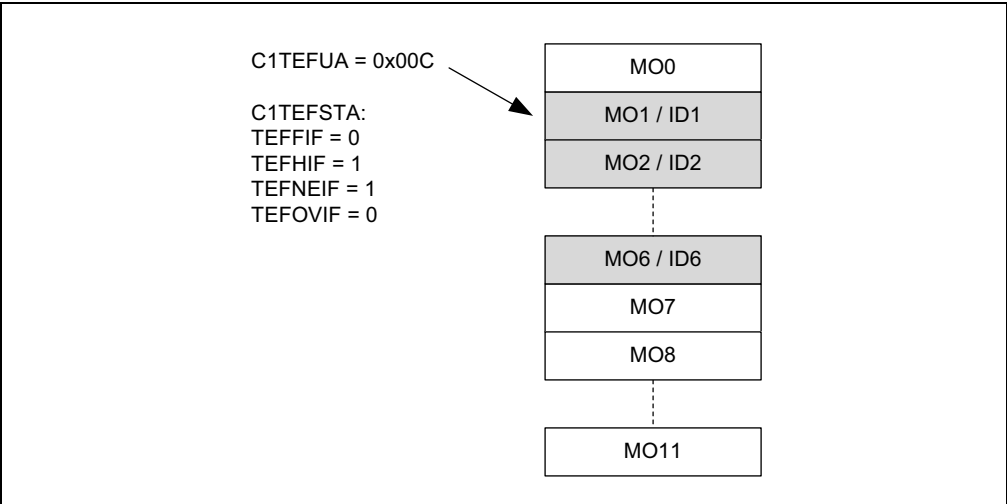 C1TEFUA = 0x00C
C1TEFSTA:
TEFFIF = 0
TEFHIF = 1
TEFNEIF = 1
TEFOVIF = 0
MO0
MO1 / ID1
MO2 / ID2
MO6 / ID6
MO7
MO8
MO11